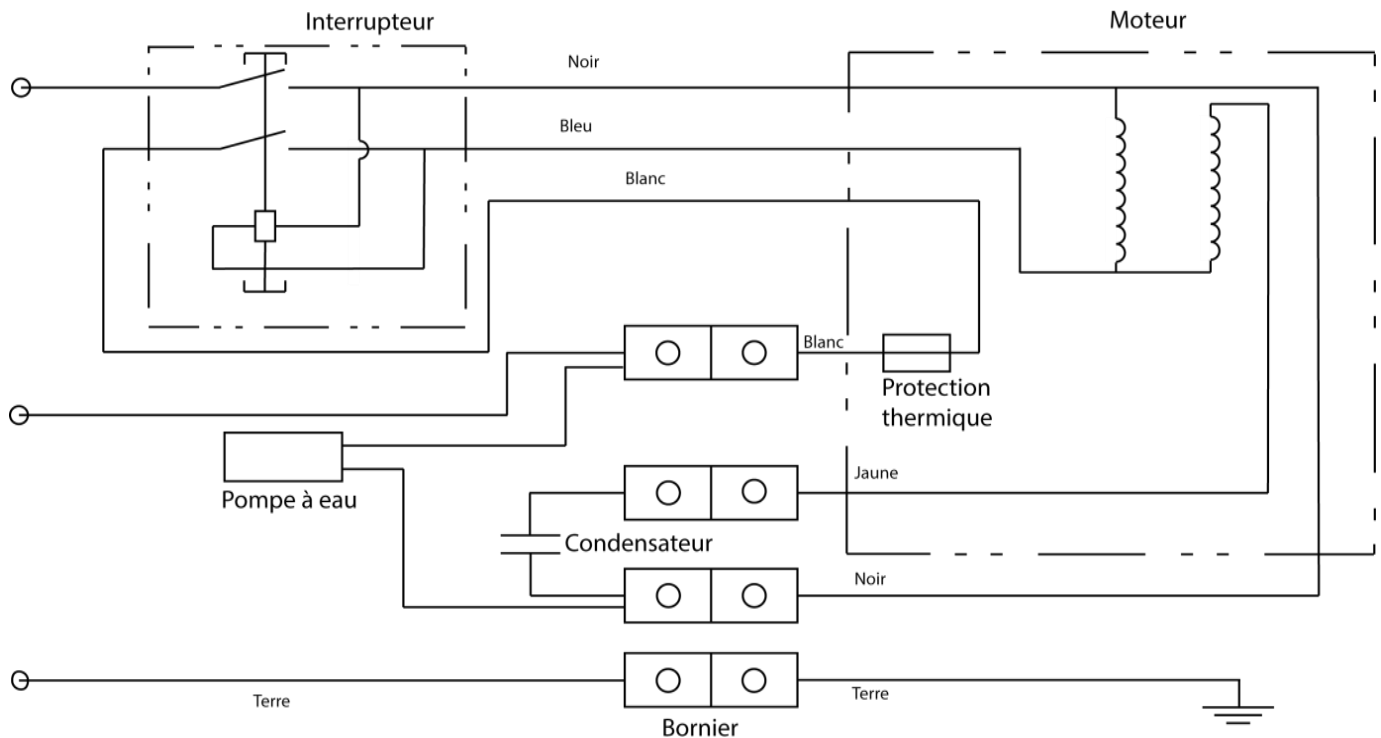 Interrupteur
Moteur
Noir
Bleu
Blanc
Blanc
Protection
thermique
Pompe à eau
Jaune
Condensateur
Noir
Terre
Terre
Bornier